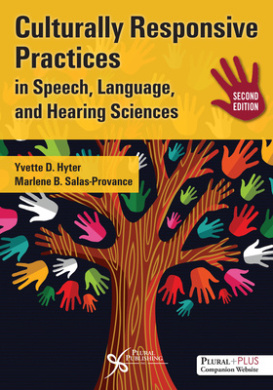 Culturally Responsive
Practices
in Speech, Language,
and Hearing Sciences
SECOND
EDITION
Yvette D. Hyter
Marlene B. Salas-Provance
PLURAL
PUBLISHING
PLURAL+PLUS
Companion Website